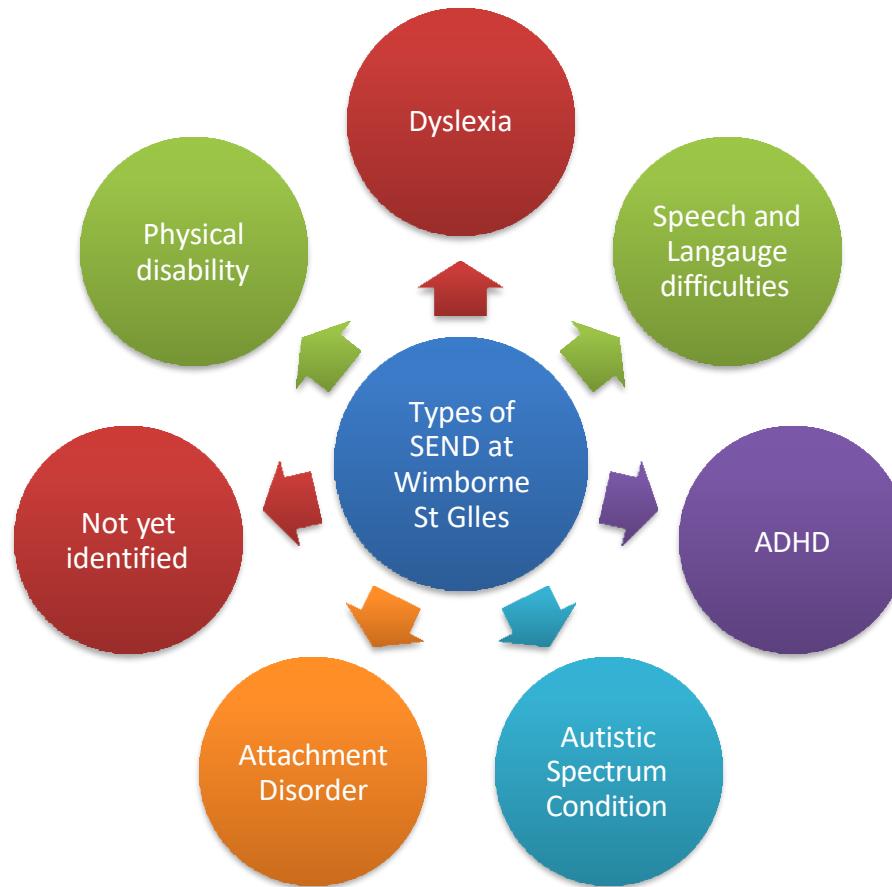 Dyslexia
Physical
disability
Speech and
Langauge
difficulties
Types of
SEND at
Wimborne
St Glles
Not yet
identified
ADHD
Attachment
Disorder
Autistic
Spectrum
Condition